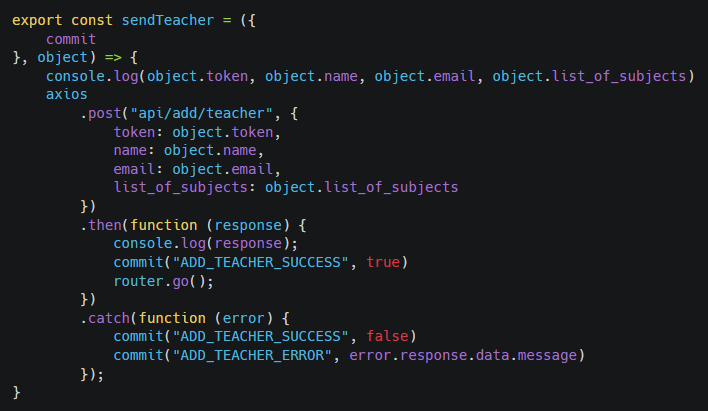 export const sendTeacher = ({
    commit
}, object) => {
    console.log(object.token, object.name, object.email, object.list_of_subjects)
    axios
        .post("api/add/teacher", {
            token: object.token,
            name: object.name,
            email: object.email,
            list_of_subjects: object.list_of_subjects
        })
        .then(function (response) {
            console.log(response);
            commit("ADD_TEACHER_SUCCESS", true)
            router.go();
        })
        .catch(function (error) {
            commit("ADD_TEACHER_SUCCESS", false)
            commit("ADD_TEACHER_ERROR", error.response.data.message)
        });
}